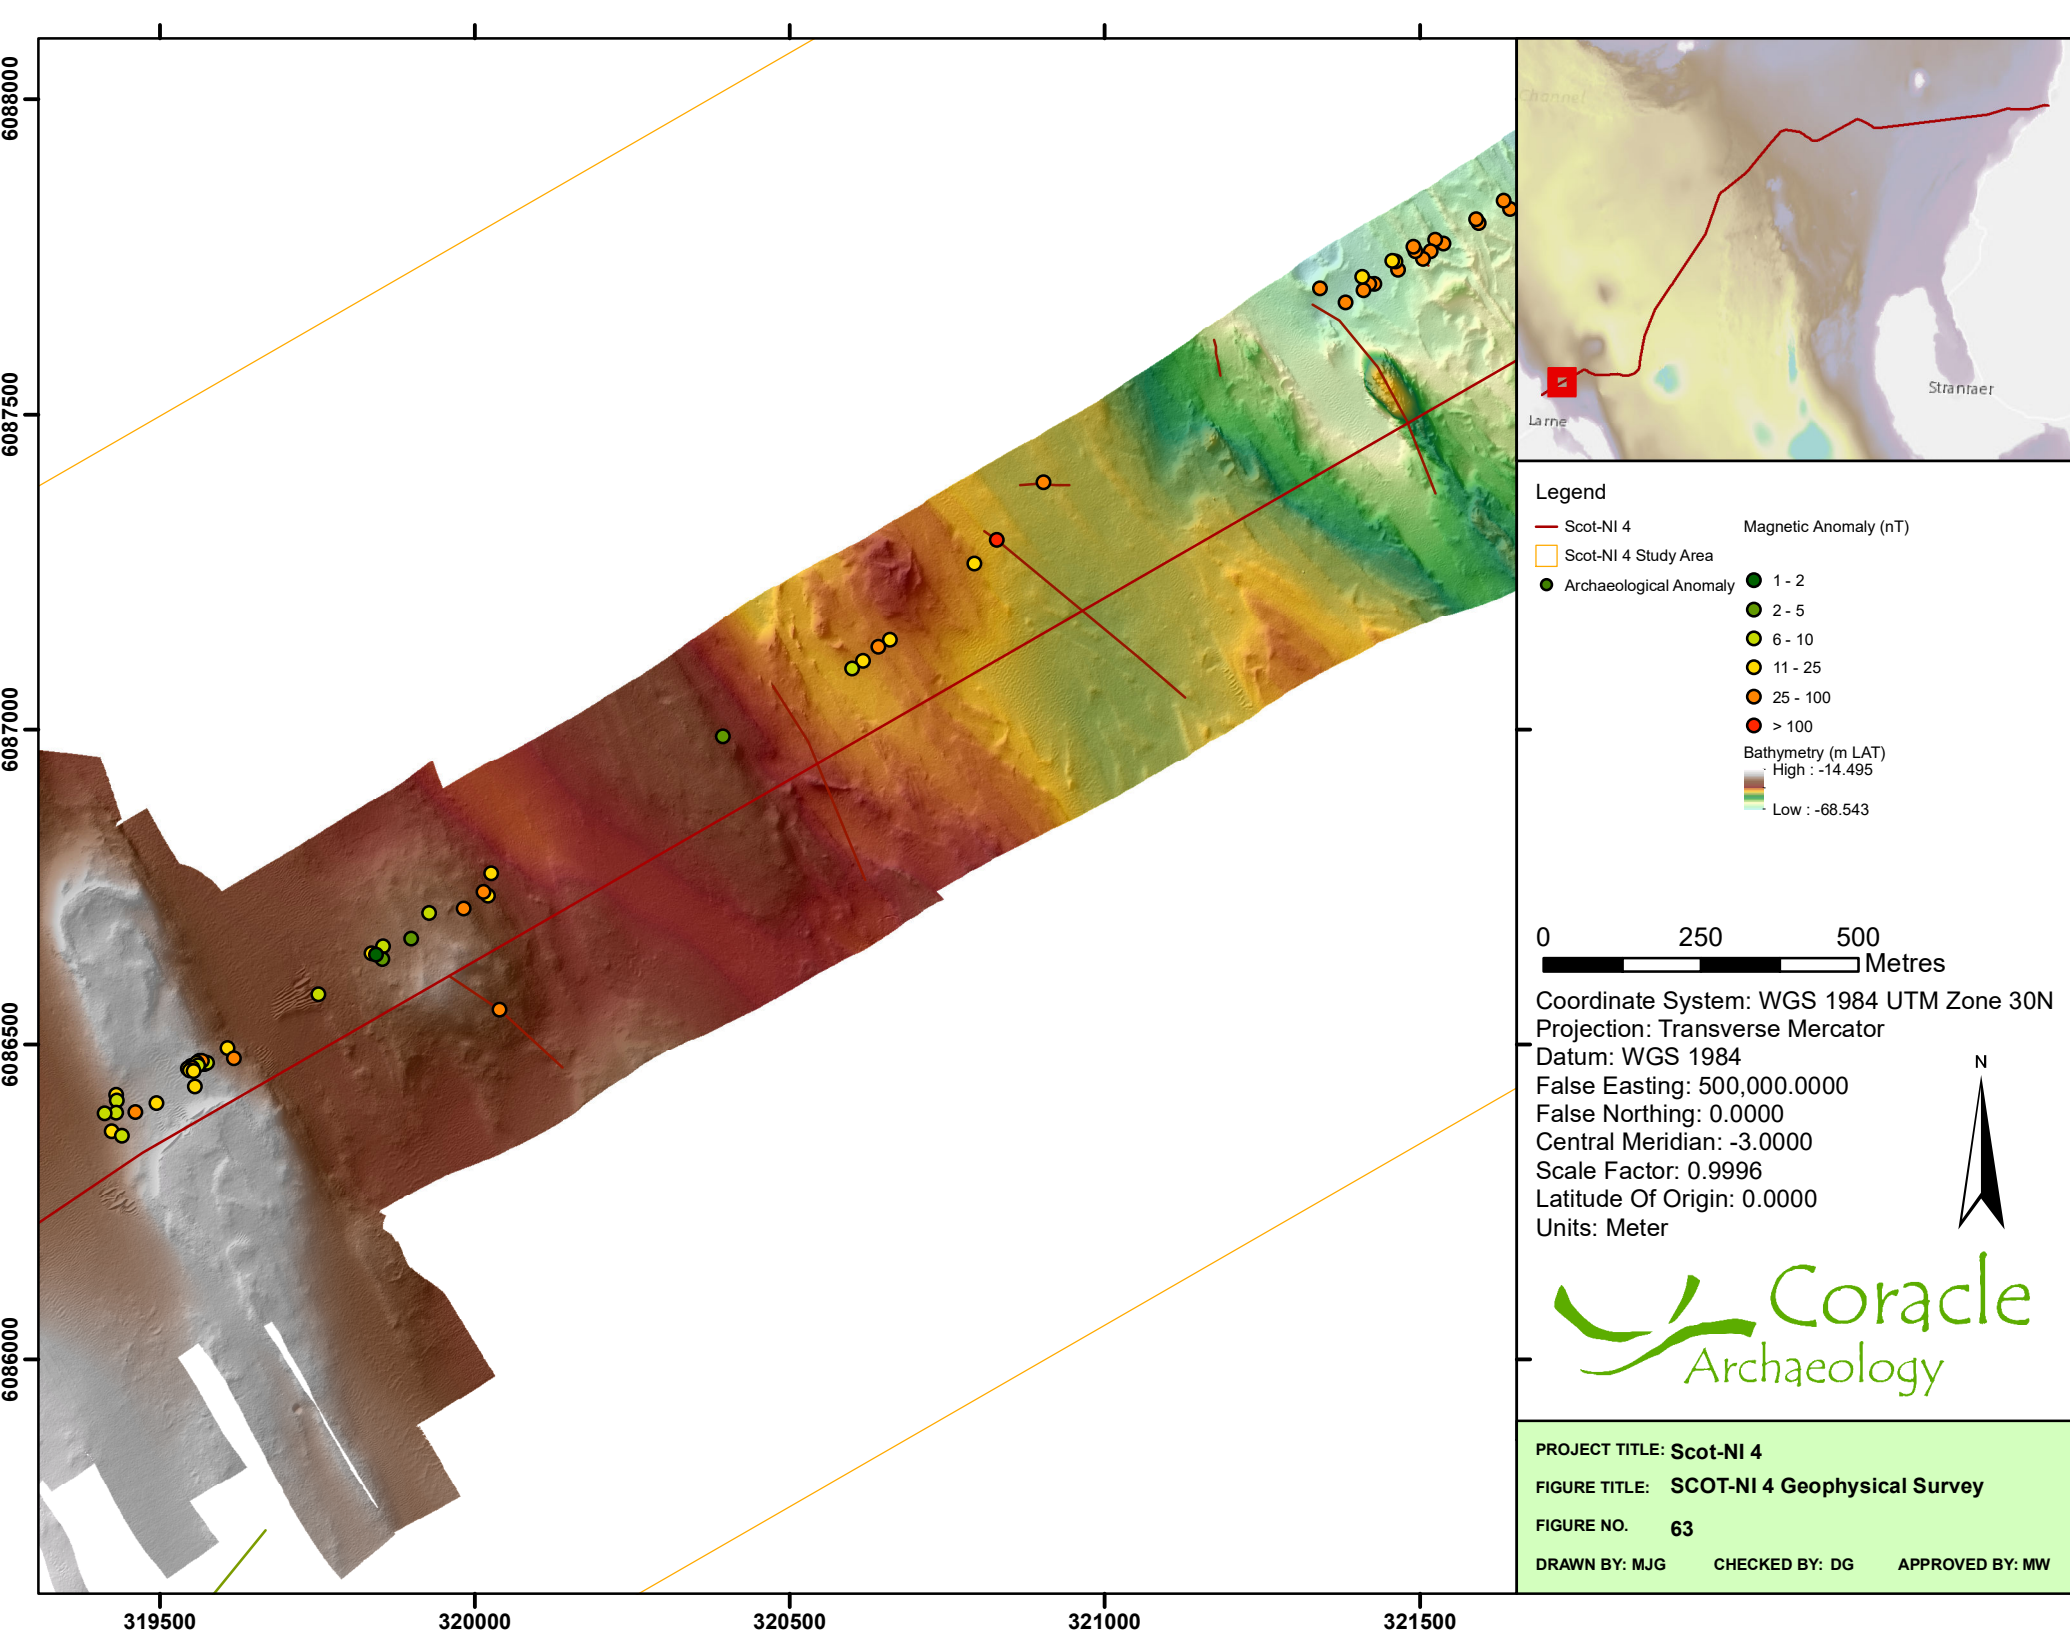 6088000
6087500
6087000
6086500
6086000
319500
320000
320500
321000
321500
Channel
Stranraer
Larne
Legend
Scot-NI 4
Scot-NI 4 Study Area
Archaeological Anomaly
Magnetic Anomaly (nT)
1 - 2
2 - 5
6 - 10
11 - 25
25 - 100
> 100
Bathymetry (m LAT)
High : -14.495
Low : -68.543
0 250 500
Metres
Coordinate System: WGS 1984 UTM Zone 30N
Projection: Transverse Mercator
Datum: WGS 1984
False Easting: 500,000.0000
False Northing: 0.0000
Central Meridian: -3.0000
Scale Factor: 0.9996
Latitude Of Origin: 0.0000
Units: Meter
N
Coracle
Archaeology
PROJECT TITLE: Scot-NI 4
FIGURE TITLE: SCOT-NI 4 Geophysical Survey
FIGURE NO. 63
DRAWN BY: MJG CHECKED BY: DG APPROVED BY: MW